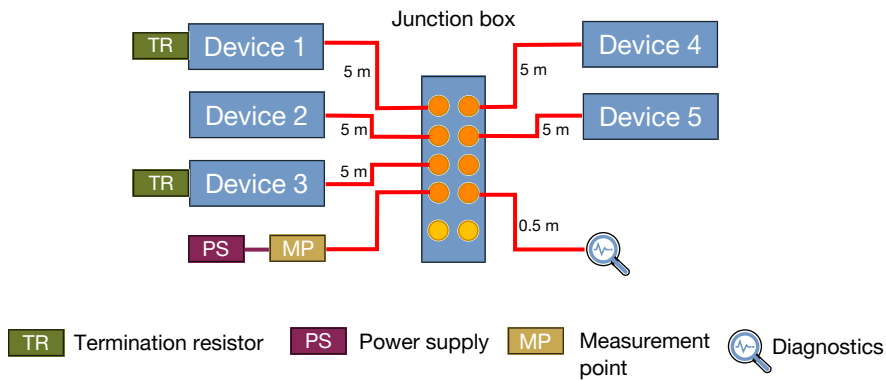 Junction box
TR
Device 1
5 m
Device 4
5 m
Device 2
5 m
Device 5
5 m
TR
Device 3
5 m
PS
MP
0.5 m
TR
Termination resistor
PS
Power supply
MP
Measurement
point
Diagnostics